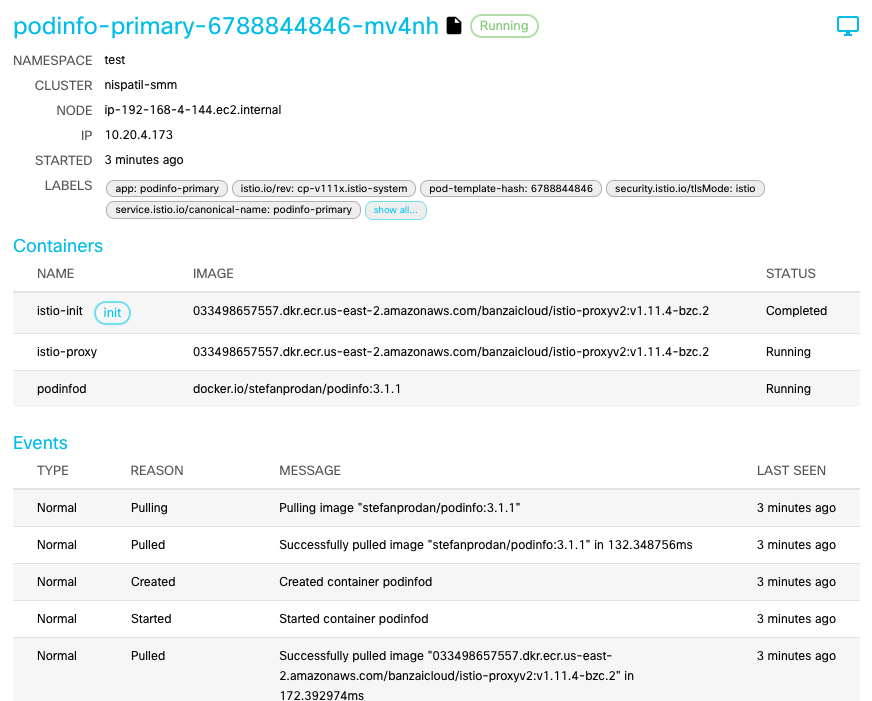 podinfo-primary-6788844846-mv4nh Running
NAMESPACE test
CLUSTER nispatil-smm
NODE ip-192-168-4-144.ec2.internal
IP 10.20.4.173
STARTED 3 minutes ago
LABELS app: podinfo-primary istio.io/rev: cp-v111x.istio-system pod-template-hash: 6788844846 security.istio.io/tlsMode: istio
service.istio.io/canonical-name: podinfo-primary show all...
Containers
NAME IMAGE STATUS
istio-init init 033498657557.dkr.ecr.us-east-2.amazonaws.com/banzaicloud/istio-proxyv2:v1.11.4-bzc.2 Completed
istio-proxy 033498657557.dkr.ecr.us-east-2.amazonaws.com/banzaicloud/istio-proxyv2:v1.11.4-bzc.2 Running
podinfod docker.io/stefanprodan/podinfo:3.1.1 Running
Events
TYPE REASON MESSAGE LAST SEEN
Normal Pulling Pulling image "stefanprodan/podinfo:3.1.1" 3 minutes ago
Normal Pulled Successfully pulled image "stefanprodan/podinfo:3.1.1" in 132.348756ms 3 minutes ago
Normal Created Created container podinfod 3 minutes ago
Normal Started Started container podinfod 3 minutes ago
Normal Pulled Successfully pulled image "033498657557.dkr.ecr.us-east- 3 minutes ago
2.amazonaws.com/banzaicloud/istio-proxyv2:v1.11.4-bzc.2" in
172.392974ms